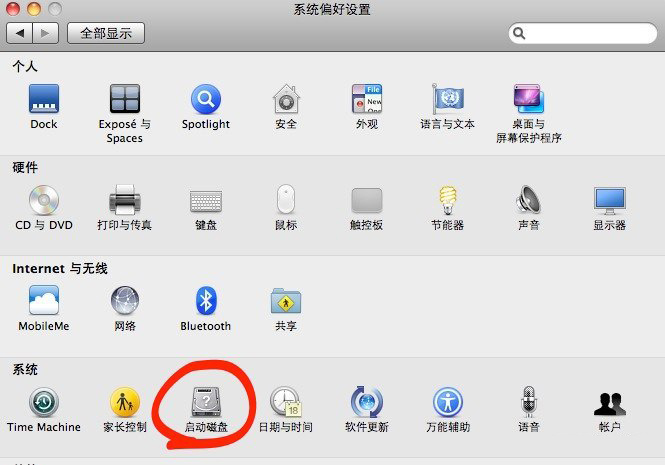 系统偏好设置
全部显示
个人
Dock
Exposé 与
Spaces
Spotlight
安全
File
New
One
外观
语言与文本
桌面与
屏幕保护程序
硬件
CD 与 DVD
打印与传真
键盘
鼠标
触控板
节能器
声音
显示器
Internet 与无线
MobileMe
网络
Bluetooth
共享
系统
Time Machine
家长控制
?
启动磁盘
18
日期与时间
软件更新
万能辅助
语音
帐户